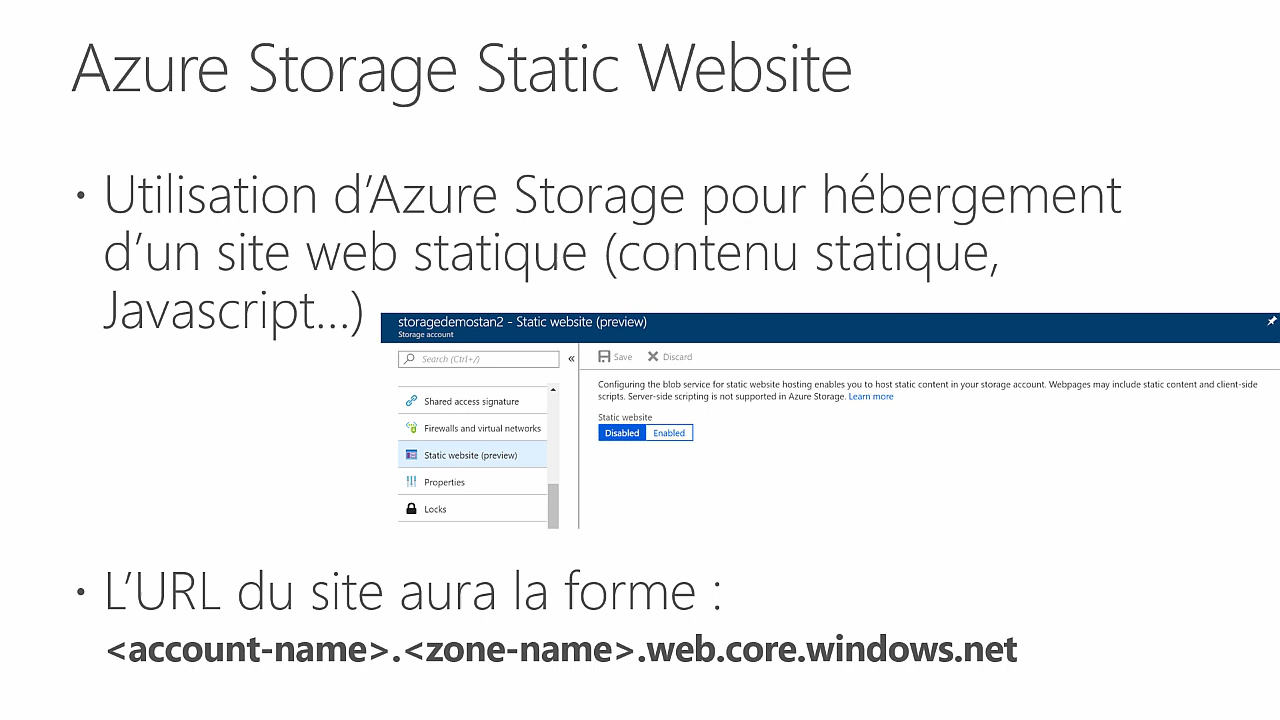 Azure Storage Static Website
• Utilisation d’Azure Storage pour hébergement
d’un site web statique (contenu statique,
Javascript…)
storagedemostan2 - Static website (preview)
Storage account
Search (Ctrl+/)
«
Shared access signature
Firewalls and virtual networks
Static website (preview)
Properties
Locks
Save Discard
Configuring the blob service for static website hosting enables you to host static content in your storage account. Webpages may include static content and client-side
scripts. Server-side scripting is not supported in Azure Storage. Learn more
Static website
Disabled Enabled
• L’URL du site aura la forme :
<account-name>.<zone-name>.web.core.windows.net